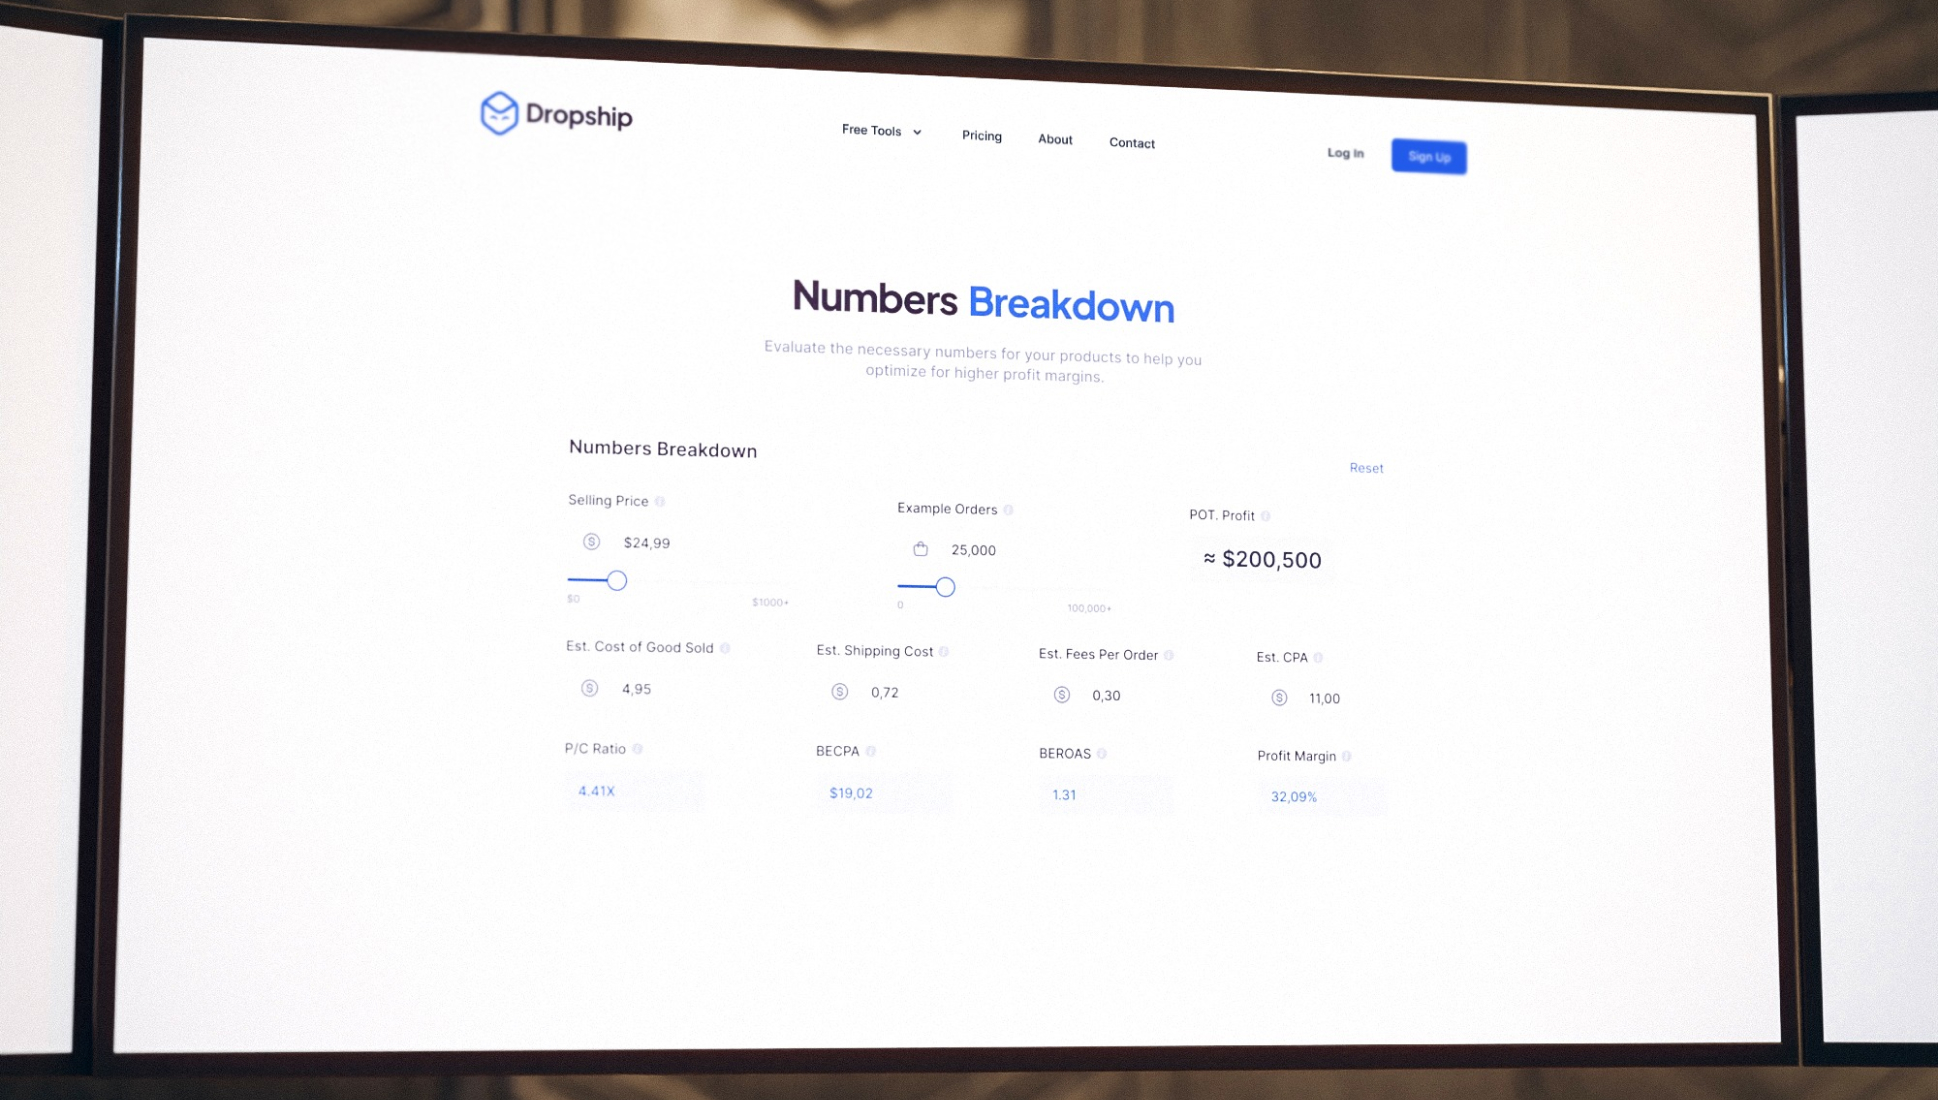 Dropship
Free Tools
Pricing
About
Contact
Log In
Sign Up
Numbers Breakdown
Evaluate the necessary numbers for your products to help you
optimize for higher profit margins.
Numbers Breakdown
Reset
Selling Price
Example Orders
POT. Profit
$24,99
25,000
≈ $200,500
$0
$1000+
0
100,000+
Est. Cost of Good Sold
Est. Shipping Cost
Est. Fees Per Order
Est. CPA
4,95
0,72
0,30
11,00
P/C Ratio
BECPA
BEROAS
Profit Margin
4.41X
$19,02
1.31
32,09%